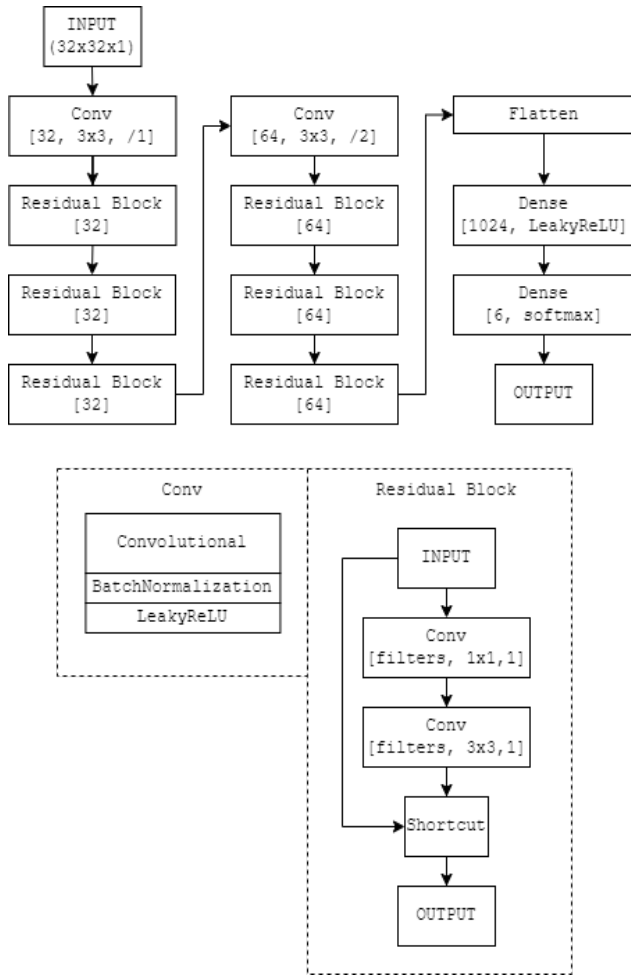 INPUT
(32x32x1)
Conv
[32, 3x3, /1]
Residual Block
[32]
Residual Block
[32]
Residual Block
[32]
Conv
[64, 3x3, /2]
Residual Block
[64]
Residual Block
[64]
Residual Block
[64]
Flatten
Dense
[1024, LeakyReLU]
Dense
[6, softmax]
OUTPUT
Conv
Convolutional
BatchNormalization
LeakyReLU
Residual Block
INPUT
Conv
[filters, 1x1,1]
Conv
[filters, 3x3,1]
Shortcut
OUTPUT